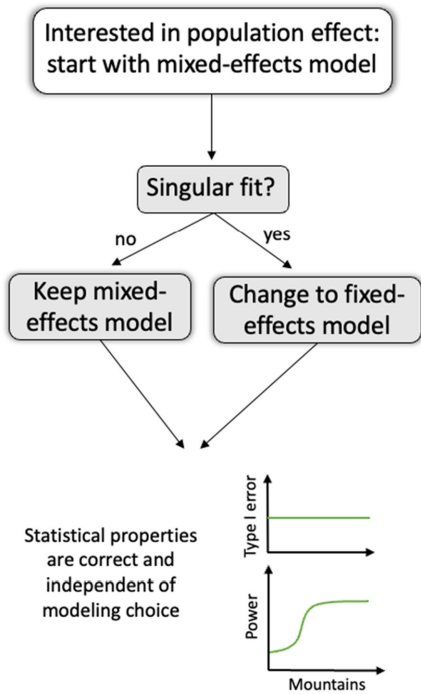 Interested in population effect:
start with mixed-effects model
Singular fit?
no
yes
Keep mixed-
effects model
Change to fixed-
effects model
Statistical properties
are correct and
independent of
modeling choice
Type I error
Power
Mountains